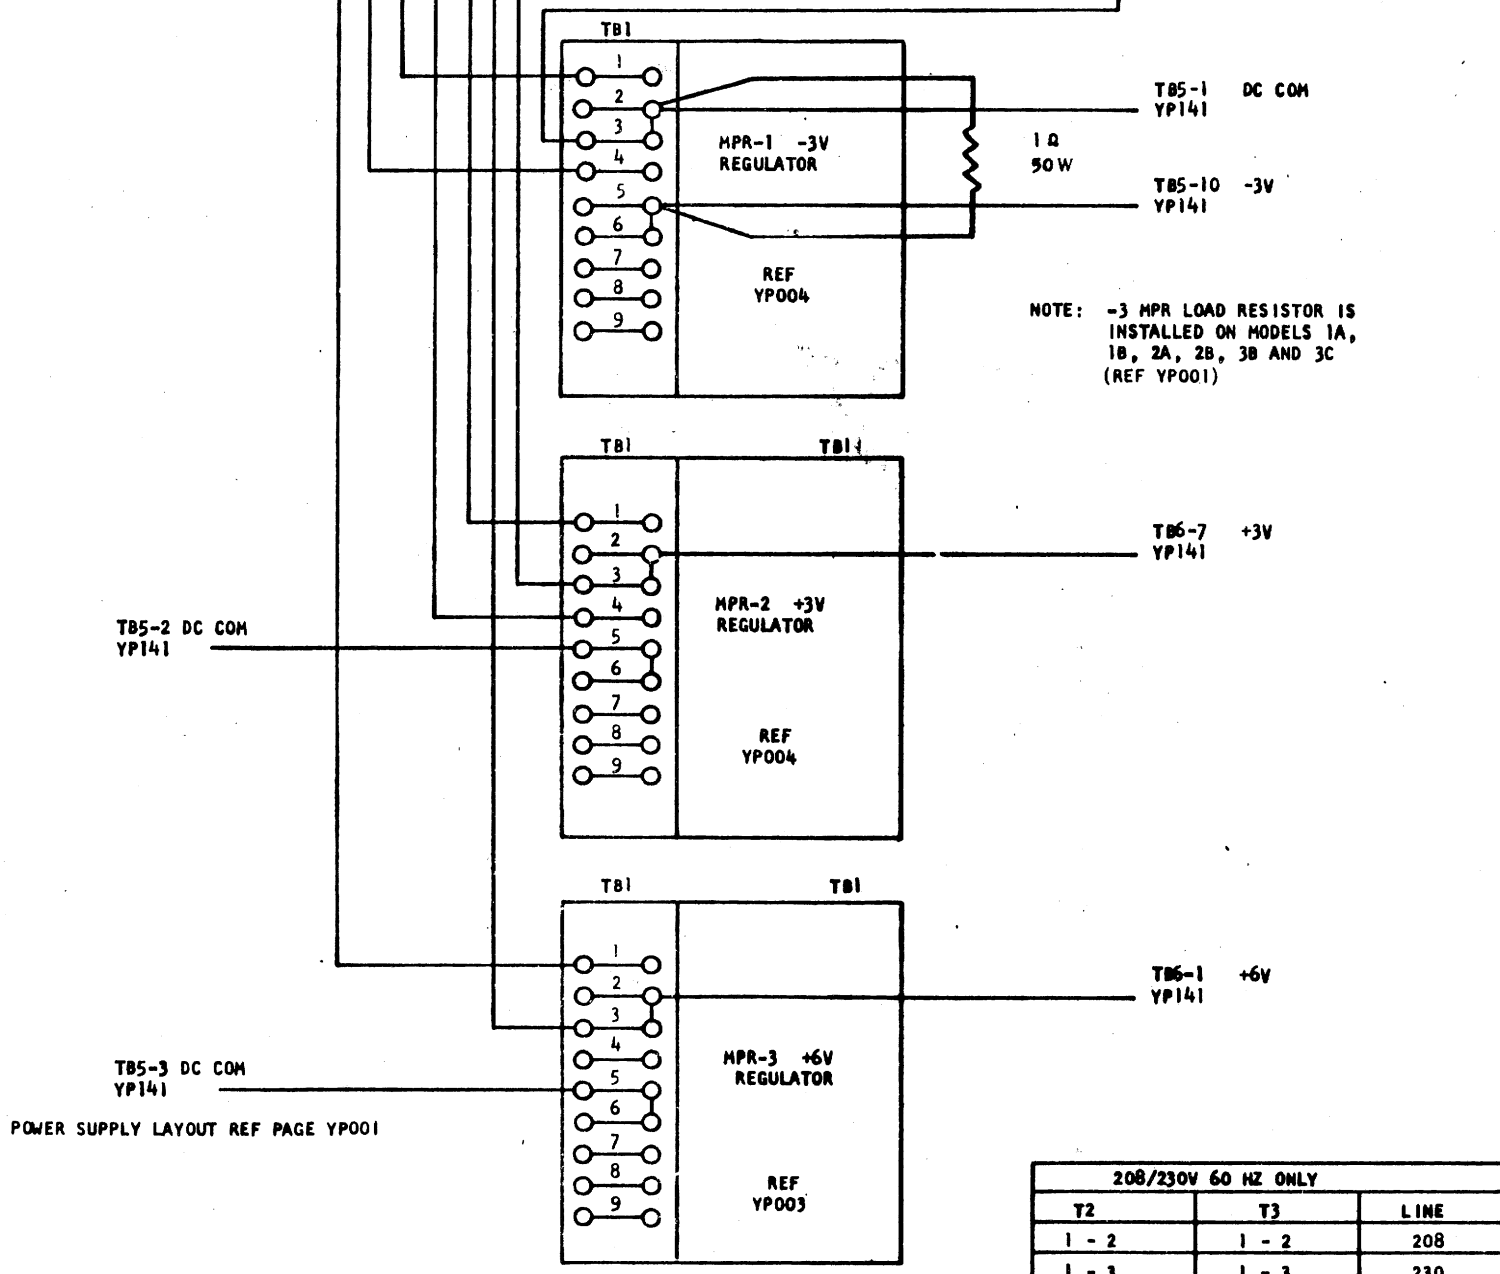 TB1
1
2
3
4
5
6
7
8
9
MPR-1 -3V
REGULATOR
REF
YP004
TB5-1 DC COM
YP141
1 Ω
50 W
TB5-10 -3V
YP141
NOTE: -3 MPR LOAD RESISTOR IS
INSTALLED ON MODELS 1A,
1B, 2A, 2B, 3B AND 3C
(REF YP001)
TB1 TB1
1
2
3
4
5
6
7
8
9
MPR-2 +3V
REGULATOR
REF
YP004
TB6-7 +3V
YP141
TB5-2 DC COM
YP141
TB1 TB1
1
2
3
4
5
6
7
8
9
MPR-3 +6V
REGULATOR
REF
YP003
TB6-1 +6V
YP141
TB5-3 DC COM
YP141
POWER SUPPLY LAYOUT REF PAGE YP001
208/230V 60 HZ ONLY
T2 T3 LINE
1 - 2 1 - 2 208
1 - 3 1 - 3 230